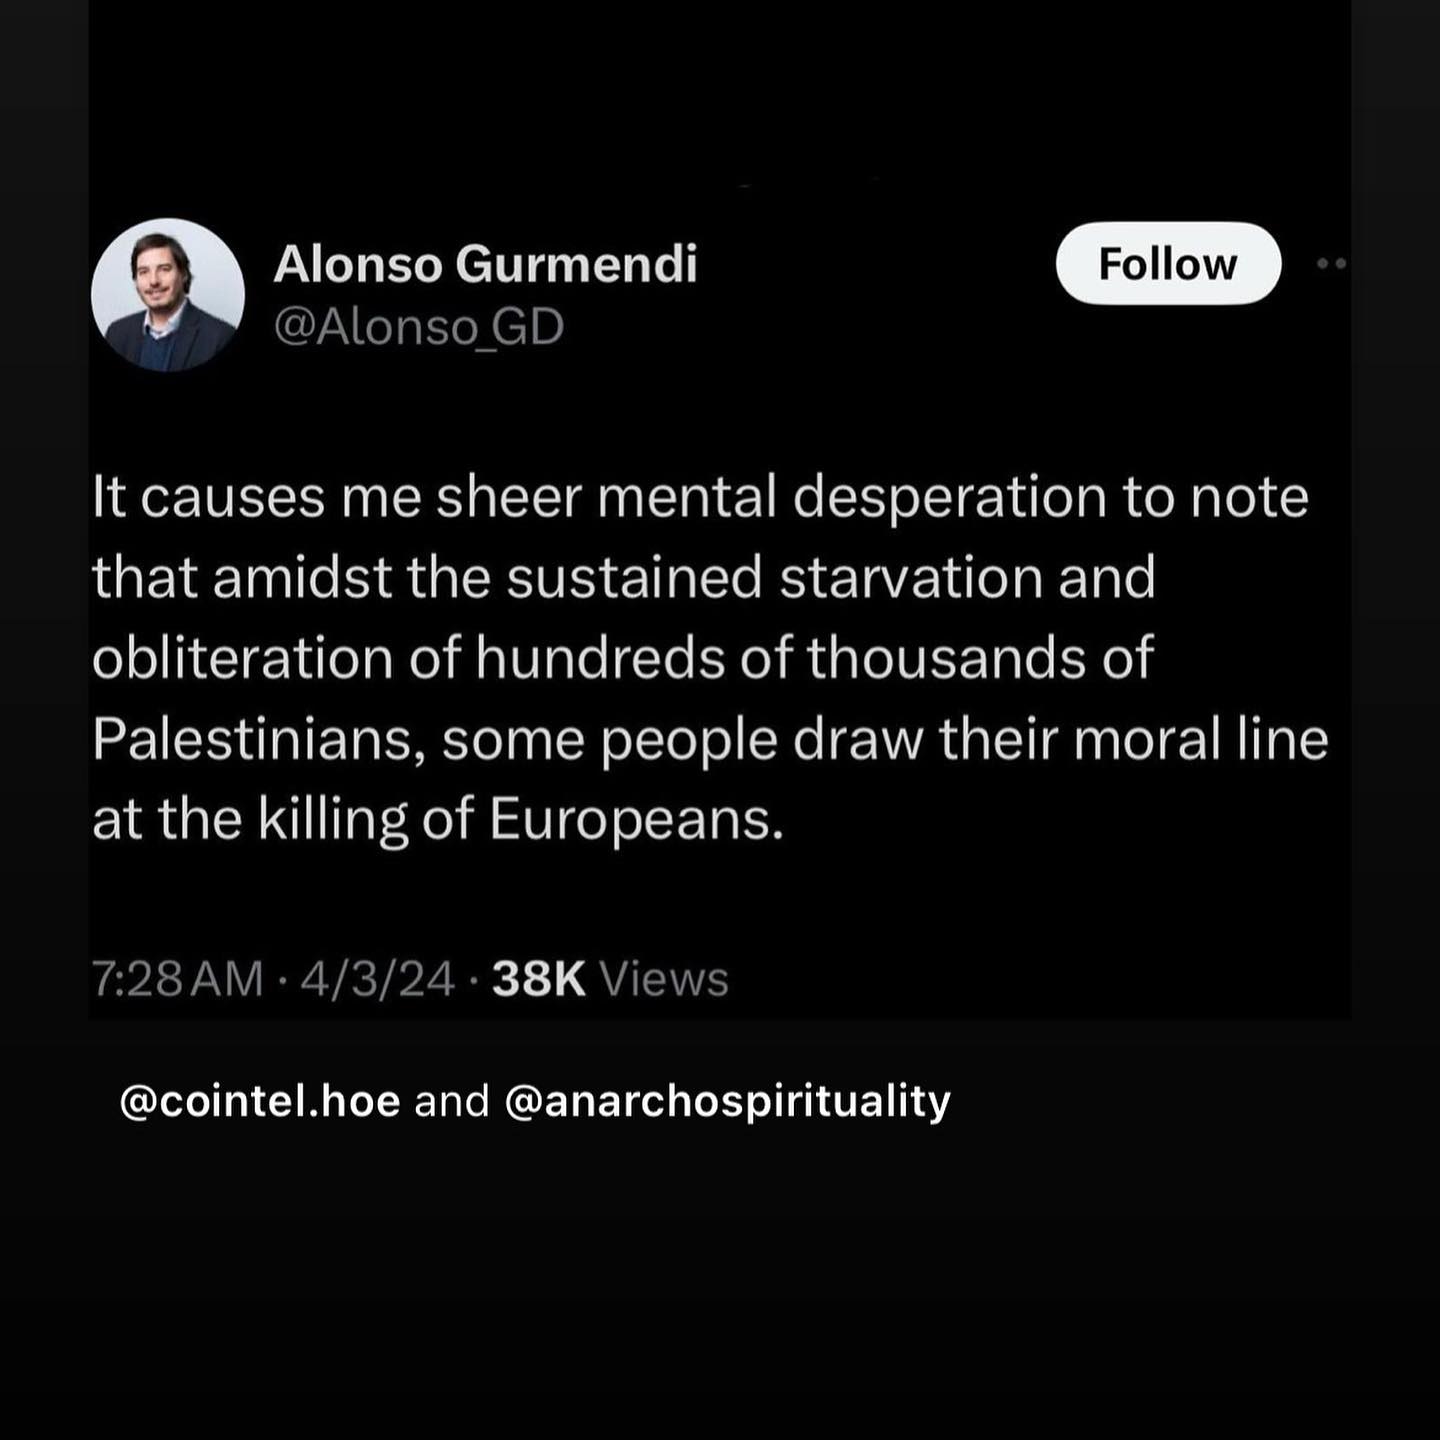 Alonso Gurmendi
Follow
@Alonso_GD
It causes me sheer mental desperation to note
that amidst the sustained starvation and
obliteration of hundreds of thousands of
Palestinians, some people draw their moral line
at the killing of Europeans.
7:28 AM · 4/3/24 · 38K Views
@cointel.hoe and @anarchospirituality